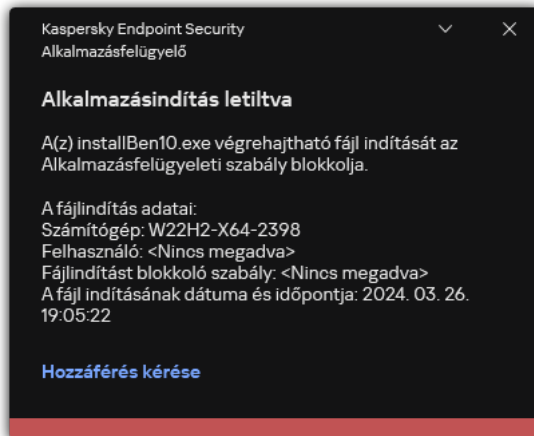 Kaspersky Endpoint Security
Alkalmazásfelügyelő
Alkalmazásindítás letiltva
A(z) installBen10.exe végrehajtható fájl indítását az
Alkalmazásfelügyeleti szabály blokkolja.
A fájlindítás adatai:
Számítógép: W22H2-X64-2398
Felhasználó: <Nincs megadva>
Fájlindítást blokkoló szabály: <Nincs megadva>
A fájl indításának dátuma és időpontja: 2024. 03. 26.
19:05:22
Hozzáférés kérése